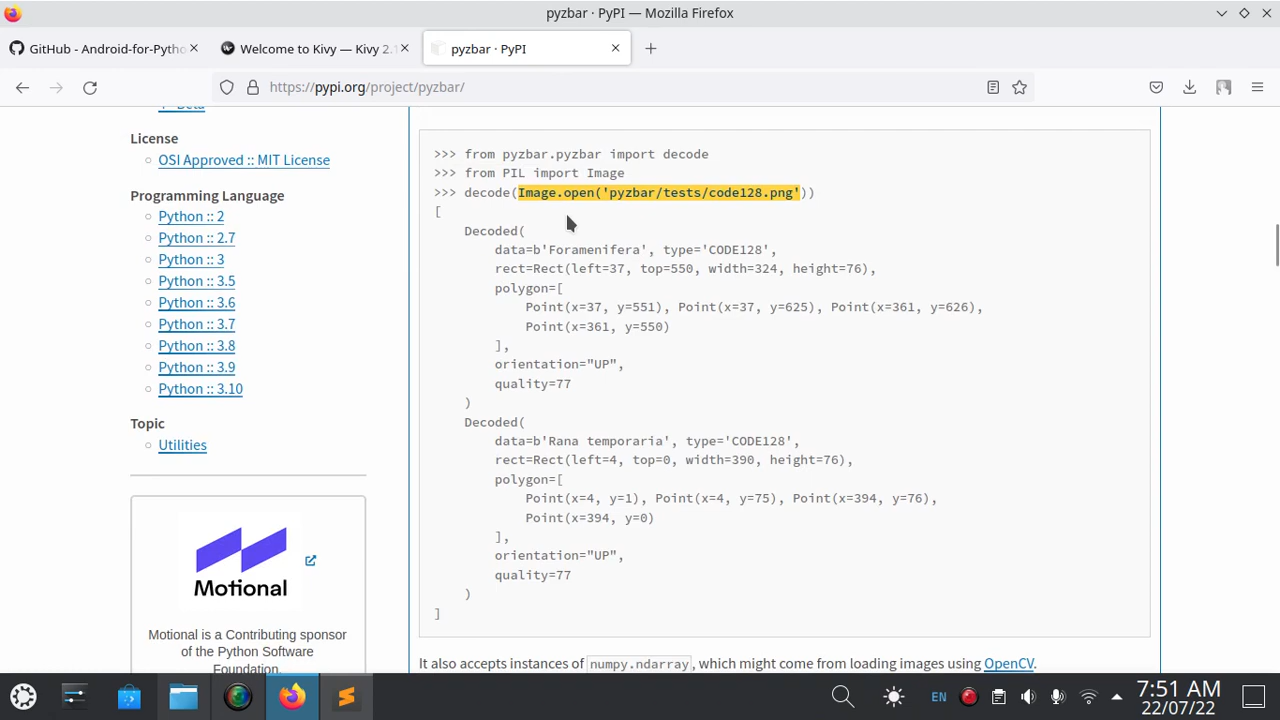 pyzbar · PyPI — Mozilla Firefox
GitHub - Android-for-Pytho
Welcome to Kivy — Kivy 2.
pyzbar · PyPI
https://pypi.org/project/pyzbar/
License
OSI Approved :: MIT License
Programming Language
Python :: 2
Python :: 2.7
Python :: 3
Python :: 3.5
Python :: 3.6
Python :: 3.7
Python :: 3.8
Python :: 3.9
Python :: 3.10
Topic
Utilities
Motional
Motional is a Contributing sponsor
of the Python Software
Foundation.
>>> from pyzbar.pyzbar import decode
>>> from PIL import Image
>>> decode(Image.open('pyzbar/tests/code128.png'))
[
Decoded(
data=b'Foramenifera', type='CODE128',
rect=Rect(left=37, top=550, width=324, height=76),
polygon=[
Point(x=37, y=551), Point(x=37, y=625), Point(x=361, y=626),
Point(x=361, y=550)
],
orientation="UP",
quality=77
)
Decoded(
data=b'Rana temporaria', type='CODE128',
rect=Rect(left=4, top=0, width=390, height=76),
polygon=[
Point(x=4, y=1), Point(x=4, y=75), Point(x=394, y=76),
Point(x=394, y=0)
],
orientation="UP",
quality=77
)
]
It also accepts instances of numpy.ndarray, which might come from loading images using OpenCV.
EN
7:51 AM
22/07/22